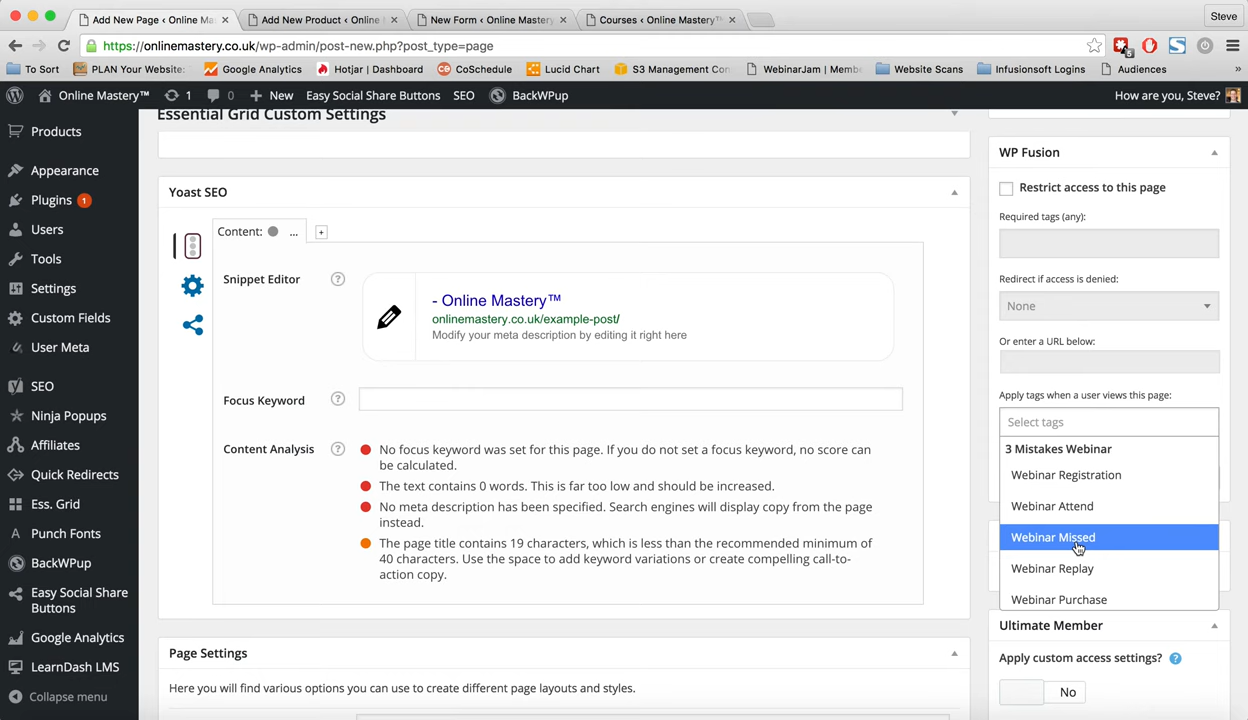 Add New Page ‹ Online Ma
Add New Product ‹ Online
New Form ‹ Online Mastery
Courses ‹ Online Mastery™
Steve
https://onlinemastery.co.uk/wp-admin/post-new.php?post_type=page
To Sort
PLAN Your Website:
Google Analytics
Hotjar | Dashboard
CoSchedule
Lucid Chart
S3 Management Con
WebinarJam | Memb
Website Scans
Infusionsoft Logins
Audiences
»
Online Mastery™
1
0
New
Easy Social Share Buttons
SEO
BackWPup
How are you, Steve?
Products
Appearance
Plugins 1
Users
Tools
Settings
Custom Fields
User Meta
SEO
Ninja Popups
Affiliates
Quick Redirects
Ess. Grid
Punch Fonts
BackWPup
Easy Social Share
Buttons
Google Analytics
LearnDash LMS
Collapse menu
Essential Grid Custom Settings
Yoast SEO
Content:
...
+
Snippet Editor
?
- Online Mastery™
onlinemastery.co.uk/example-post/
Modify your meta description by editing it right here
Focus Keyword
?
Content Analysis
?
No focus keyword was set for this page. If you do not set a focus keyword, no score can
be calculated.
The text contains 0 words. This is far too low and should be increased.
No meta description has been specified. Search engines will display copy from the page
instead.
The page title contains 19 characters, which is less than the recommended minimum of
40 characters. Use the space to add keyword variations or create compelling call-to-
action copy.
Page Settings
Here you will find various options you can use to create different page layouts and styles.
WP Fusion
Restrict access to this page
Required tags (any):
Redirect if access is denied:
None
Or enter a URL below:
Apply tags when a user views this page:
Select tags
3 Mistakes Webinar
Webinar Registration
Webinar Attend
Webinar Missed
Webinar Replay
Webinar Purchase
Ultimate Member
Apply custom access settings?
?
No